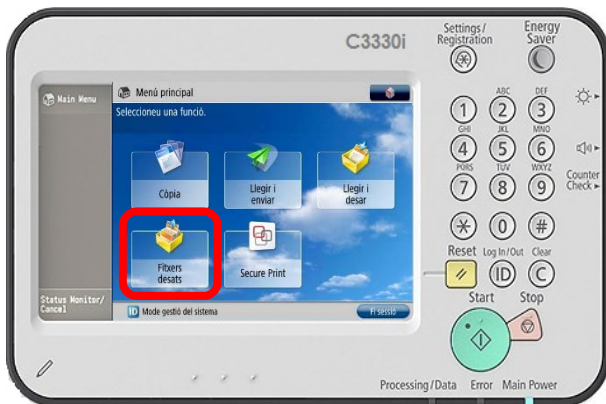 C3330i
Settings/
Registration
Energy
Saver
Main Menu
Menú principal
Seleccioneu una funció.
Còpia
Llegir i
enviar
Llegir i
desar
Fitxers
desats
Secure Print
Status Monitor/
Cancel
ID Mode gestió del sistema
Fi sessió
ABC DEF
1 2 3
GHI JKL MNO
4 5 6
PQRS TUV WXYZ
7 8 9
Counter
Check
0 #
Reset Log In/Out Clear
ID C
Start Stop
Processing/Data Error Main Power